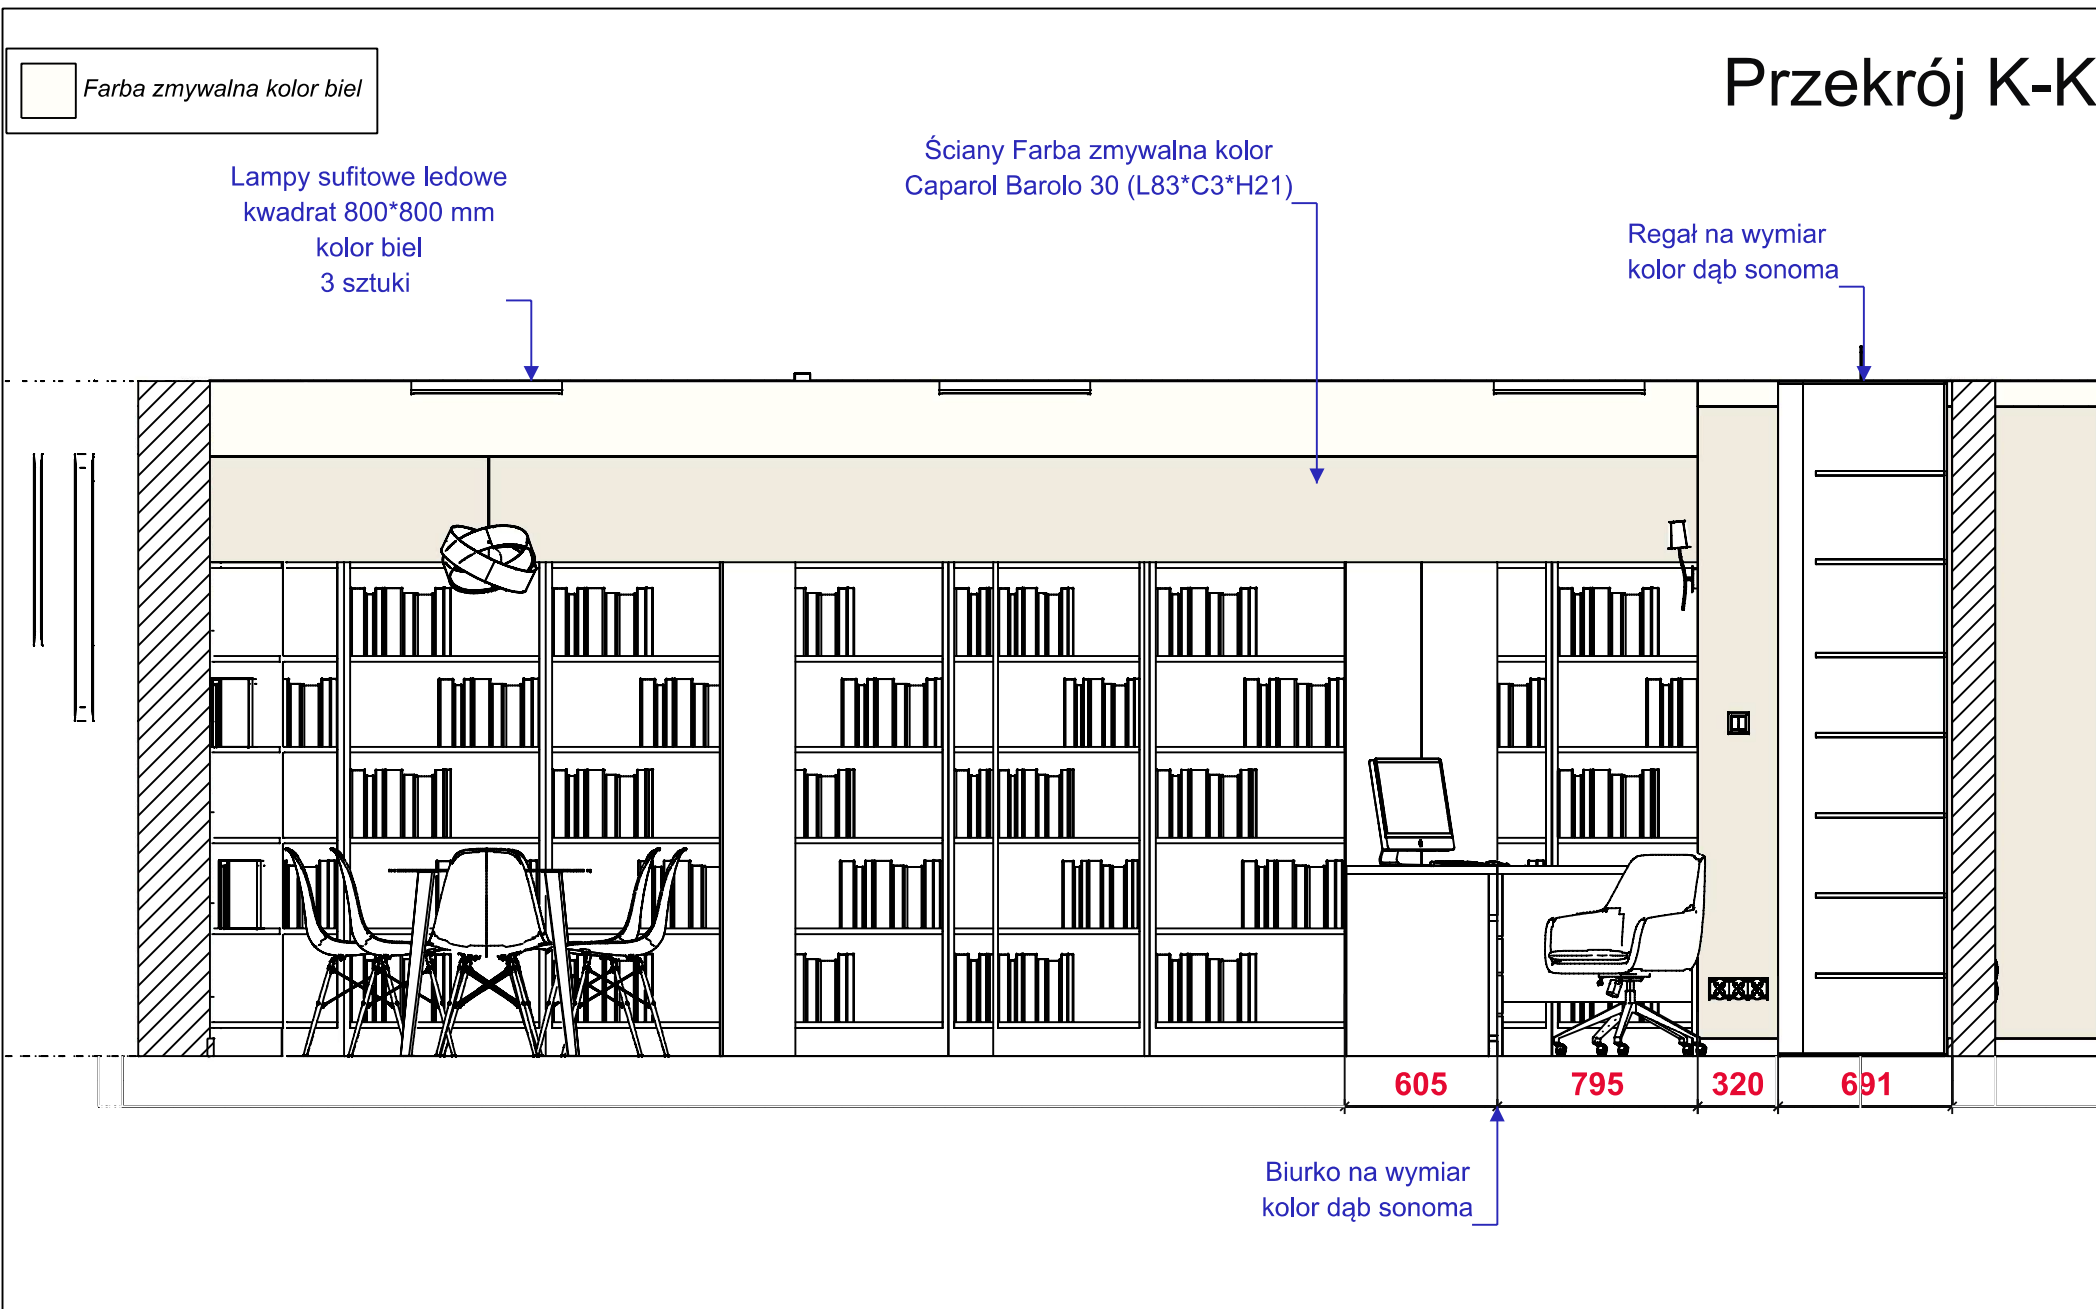 Farba zmywalna kolor biel
Przekrój K-K
Lampy sufitowe ledowe
kwadrat 800*800 mm
kolor biel
3 sztuki
Ściany Farba zmywalna kolor
Caparol Barolo 30 (L83*C3*H21)
Regał na wymiar
kolor dąb sonoma
605
795
320
691
Biurko na wymiar
kolor dąb sonoma